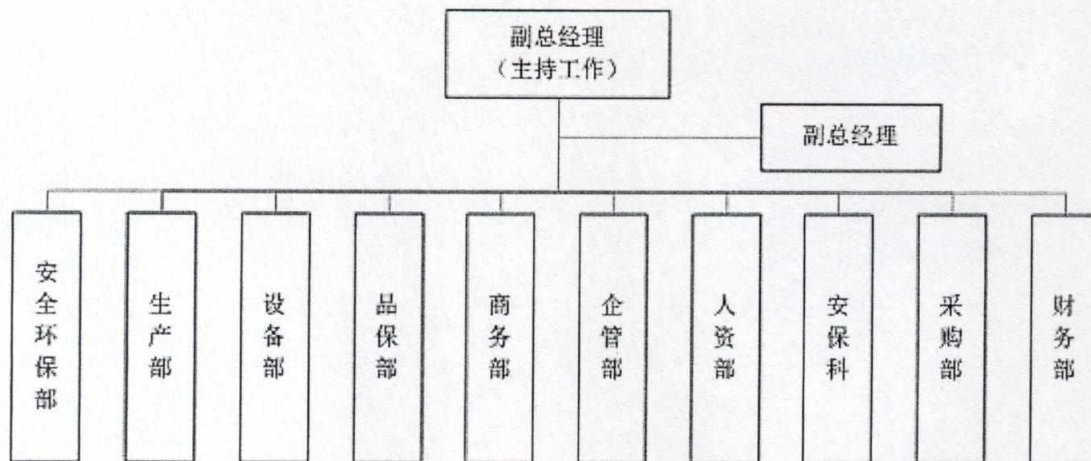 副总经理
（主持工作）
副总经理
安全环保部
生产部
设备部
品保部
商务部
企管部
人资部
安保科
采购部
财务部